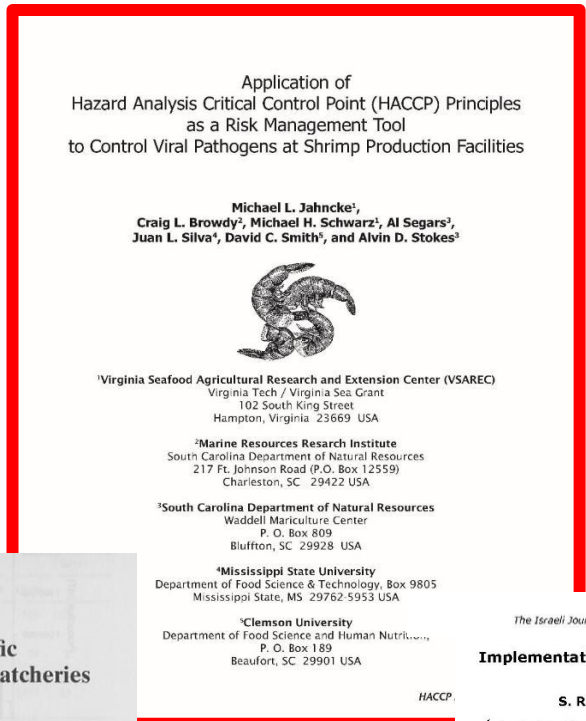 Application of
Hazard Analysis Critical Control Point (HACCP) Principles
as a Risk Management Tool
to Control Viral Pathogens at Shrimp Production Facilities
Michael L. Jahncke¹,
Craig L. Browdy², Michael H. Schwarz¹, Al Segars³,
Juan L. Silva⁴, David C. Smith⁵, and Alvin D. Stokes³
¹Virginia Seafood Agricultural Research and Extension Center (VSAREC)
Virginia Tech / Virginia Sea Grant
102 South King Street
Hampton, Virginia 23669 USA
²Marine Resources Resarch Institute
South Carolina Department of Natural Resources
217 Ft. Johnson Road (P.O. Box 12559)
Charleston, SC 29422 USA
³South Carolina Department of Natural Resources
Waddell Mariculture Center
P. O. Box 809
Bluffton, SC 29928 USA
⁴Mississippi State University
Department of Food Science & Technology, Box 9805
Mississippi State, MS 29762-5953 USA
⁵Clemson University
Department of Food Science and Human
P. O. Box 189
Beaufort, SC 29901 USA
HACCP
fic
atcheries
The Israeli Jour
Implementat
S. R